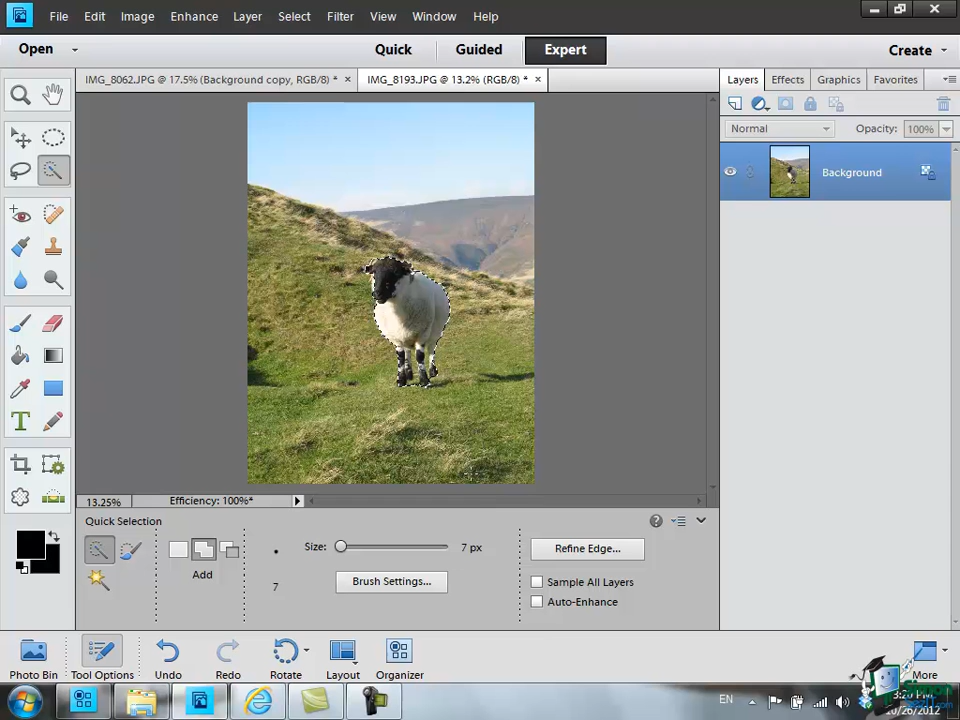 File Edit Image Enhance Layer Select Filter View Window Help
Open Quick Guided Expert Create
IMG_8062.JPG @ 17.5% (Background copy, RGB/8) * × IMG_8193.JPG @ 13.2% (RGB/8) * ×
Layers Effects Graphics Favorites
Normal Opacity: 100%
Background
T
13.25% Efficiency: 100%*
Quick Selection
Size: 7 px
Add
7
Brush Settings...
Refine Edge...
Sample All Layers
Auto-Enhance
Photo Bin Tool Options Undo Redo Rotate Layout Organizer More
EN
10/26/2012